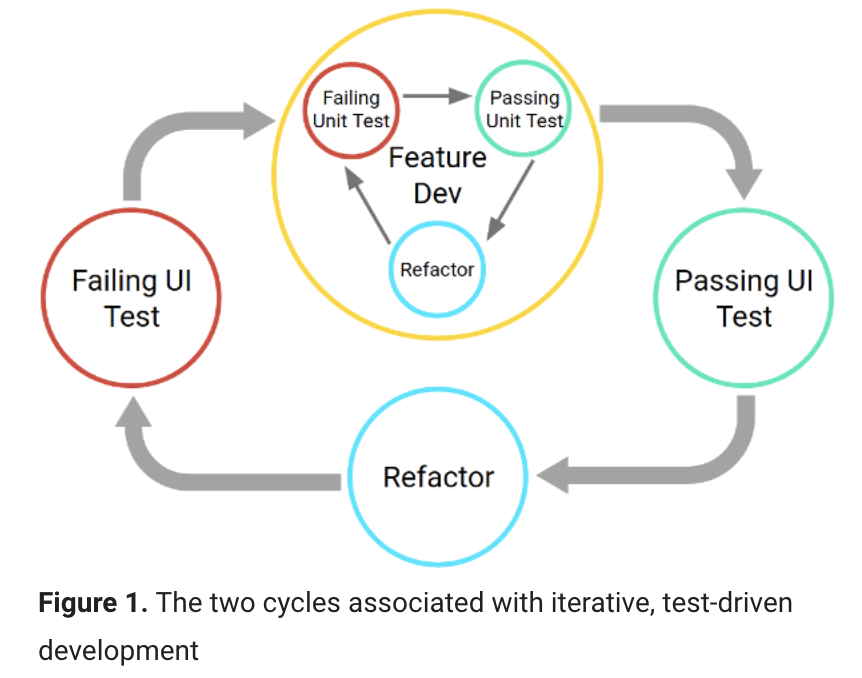 Failing
Unit Test
Passing
Unit Test
Feature
Dev
Refactor
Failing UI
Test
Passing UI
Test
Refactor
Figure 1. The two cycles associated with iterative, test-driven
development